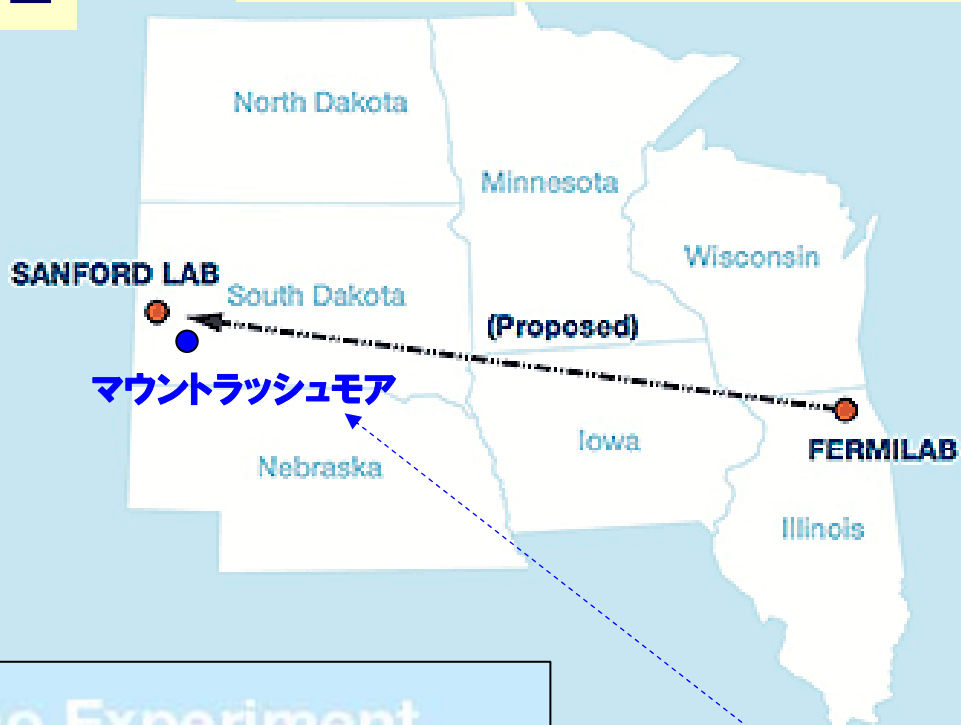 North Dakota
Minnesota
Wisconsin
SANFORD LAB
South Dakota
(Proposed)
マウントラッシュモア
Iowa
FERMILAB
Nebraska
Illinois
Experiment